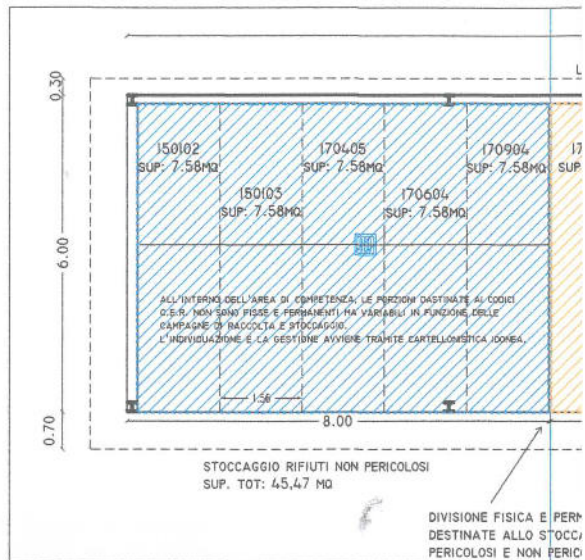 L
0.30
150102
SUP: 7.58MQ
170405
SUP: 7.58MQ
170904
SUP: 7.58MQ
17
SUP
150103
SUP: 7.58MQ
170604
SUP: 7.58MQ
6.00
ALL'INTERNO DELL'AREA DI COMPETENZA, LE PORZIONI DASTINATE AI CODICI
C.E.R. NON SONO FISSE E PERMANENTI MA VARIABILI IN FUNZIONE DELLE
CAMPAGNE DI RACCOLTA E STOCCAGGIO.
L'INDIVIDUAZIONE E LA GESTIONE AVVIENE TRAMITE CARTELLONISTICA IDONEA.
1.56
8.00
0.70
STOCCAGGIO RIFIUTI NON PERICOLOSI
SUP. TOT: 45,47 MQ
DIVISIONE FISICA E PERM
DESTINATE ALLO STOCCA
PERICOLOSI E NON PERICO